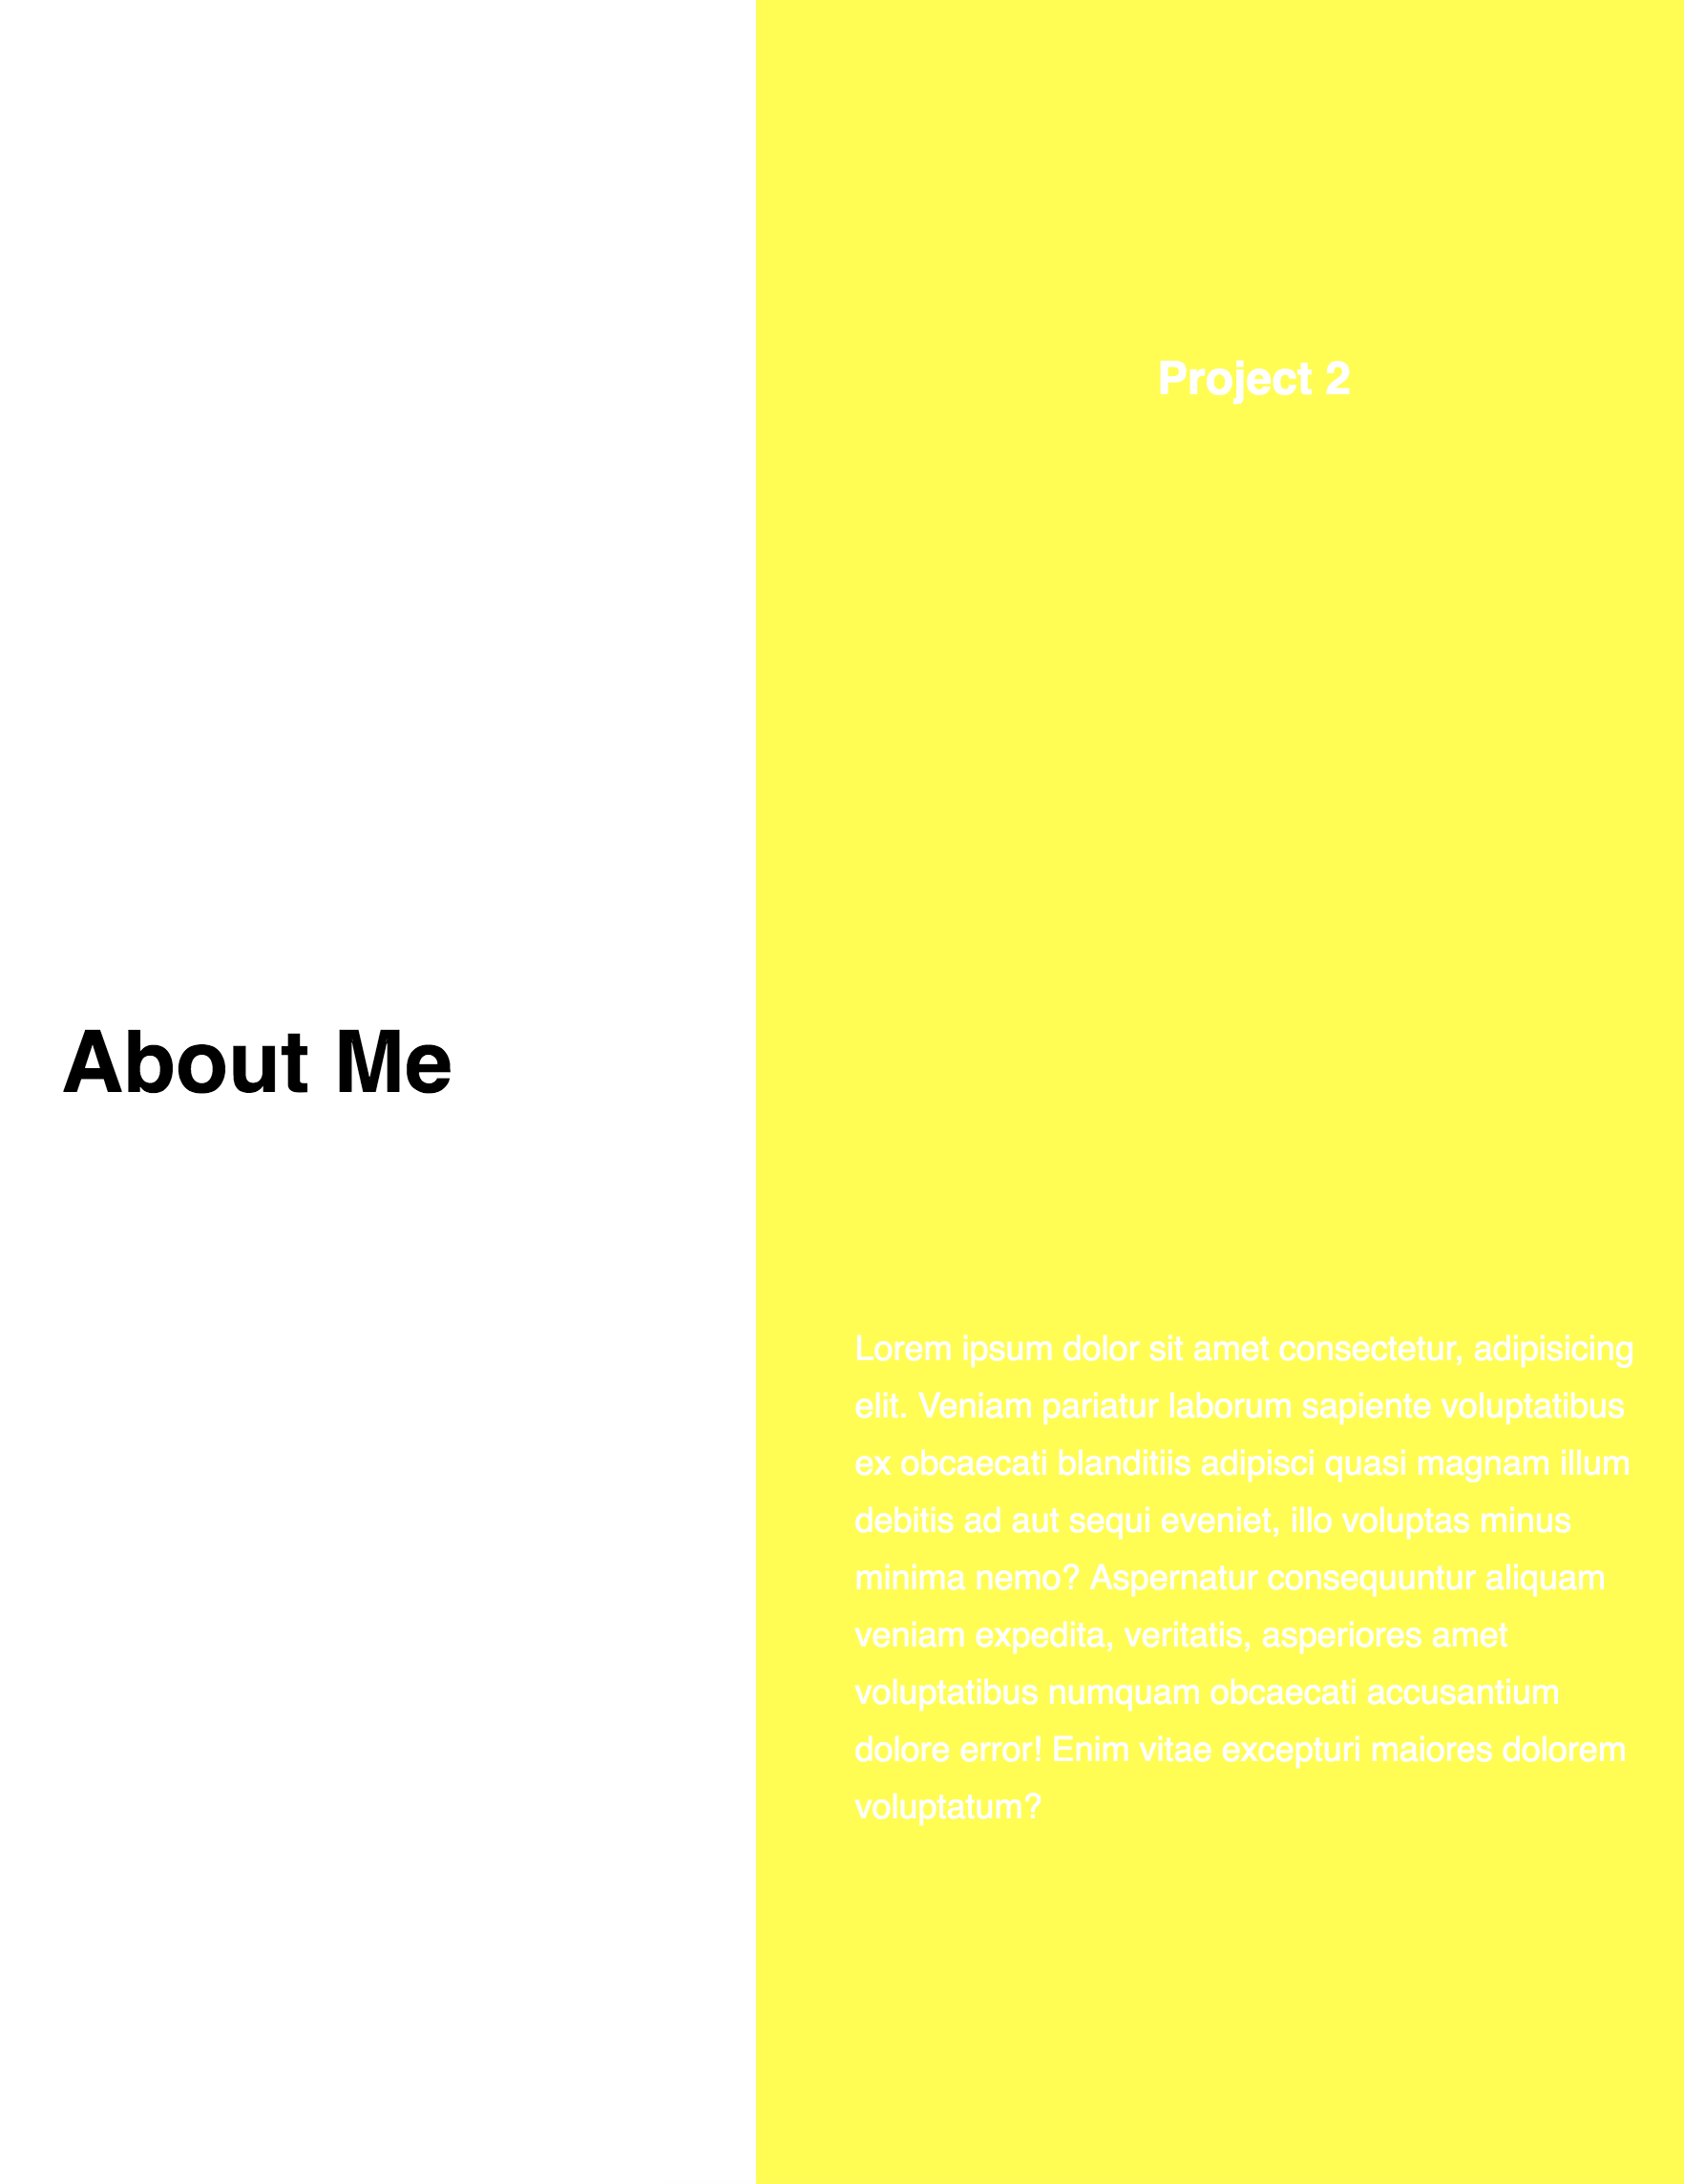 About Me
Project 2
Lorem ipsum dolor sit amet consectetur, adipisicing
elit. Veniam pariatur laborum sapiente voluptatibus
ex obcaecati blanditiis adipisci quasi magnam illum
debitis ad aut sequi eveniet, illo voluptas minus
minima nemo? Aspernatur consequuntur aliquam
veniam expedita, veritatis, asperiores amet
voluptatibus numquam obcaecati accusantium
dolore error! Enim vitae excepturi maiores dolorem
voluptatum?